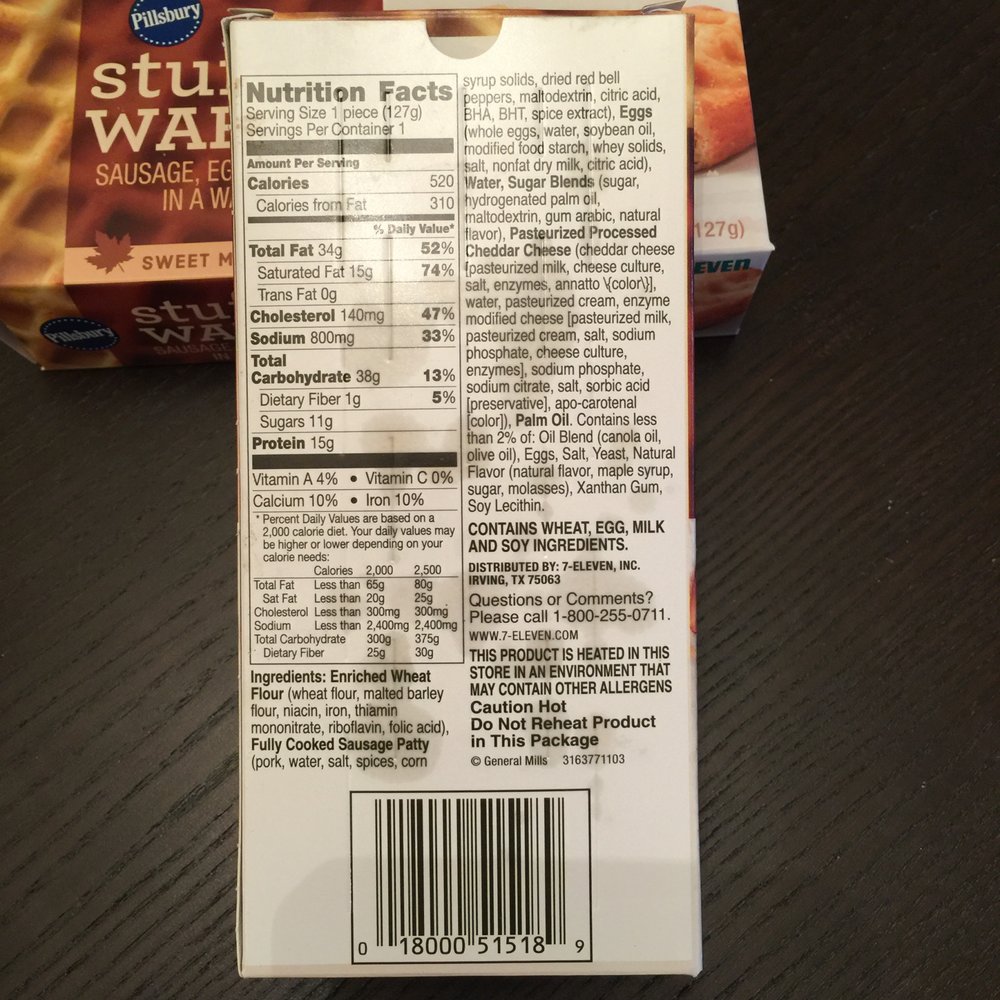 Pillsbury
stu
WA
SAUSAGE, EG
IN A W
SWEET M
Pillsbury
stu
WA
SAUSAGE
IN
127g)
EVEN
Nutrition Facts
Serving Size 1 piece (127g)
Servings Per Container 1
Amount Per Serving
Calories 520
Calories from Fat 310
% Daily Value*
Total Fat 34g 52%
Saturated Fat 15g 74%
Trans Fat 0g
Cholesterol 140mg 47%
Sodium 800mg 33%
Total
Carbohydrate 38g 13%
Dietary Fiber 1g 5%
Sugars 11g
Protein 15g
Vitamin A 4% • Vitamin C 0%
Calcium 10% • Iron 10%
* Percent Daily Values are based on a
2,000 calorie diet. Your daily values may
be higher or lower depending on your
calorie needs:
Calories 2,000 2,500
Total Fat Less than 65g 80g
Sat Fat Less than 20g 25g
Cholesterol Less than 300mg 300mg
Sodium Less than 2,400mg 2,400mg
Total Carbohydrate 300g 375g
Dietary Fiber 25g 30g
Ingredients: Enriched Wheat
Flour (wheat flour, malted barley
flour, niacin, iron, thiamin
mononitrate, riboflavin, folic acid),
Fully Cooked Sausage Patty
(pork, water, salt, spices, corn
syrup solids, dried red bell
peppers, maltodextrin, citric acid,
BHA, BHT, spice extract), Eggs
(whole eggs, water, soybean oil,
modified food starch, whey solids,
salt, nonfat dry milk, citric acid),
Water, Sugar Blends (sugar,
hydrogenated palm oil,
maltodextrin, gum arabic, natural
flavor), Pasteurized Processed
Cheddar Cheese (cheddar cheese
[pasteurized milk, cheese culture,
salt, enzymes, annatto \{color\}],
water, pasteurized cream, enzyme
modified cheese [pasteurized milk,
pasteurized cream, salt, sodium
phosphate, cheese culture,
enzymes], sodium phosphate,
sodium citrate, salt, sorbic acid
[preservative], apo-carotenal
[color]), Palm Oil. Contains less
than 2% of: Oil Blend (canola oil,
olive oil), Eggs, Salt, Yeast, Natural
Flavor (natural flavor, maple syrup,
sugar, molasses), Xanthan Gum,
Soy Lecithin.
CONTAINS WHEAT, EGG, MILK
AND SOY INGREDIENTS.
DISTRIBUTED BY: 7-ELEVEN, INC.
IRVING, TX 75063
Questions or Comments?
Please call 1-800-255-0711.
WWW.7-ELEVEN.COM
THIS PRODUCT IS HEATED IN THIS
STORE IN AN ENVIRONMENT THAT
MAY CONTAIN OTHER ALLERGENS
Caution Hot
Do Not Reheat Product
in This Package
© General Mills 3163771103
0 18000 51518 9